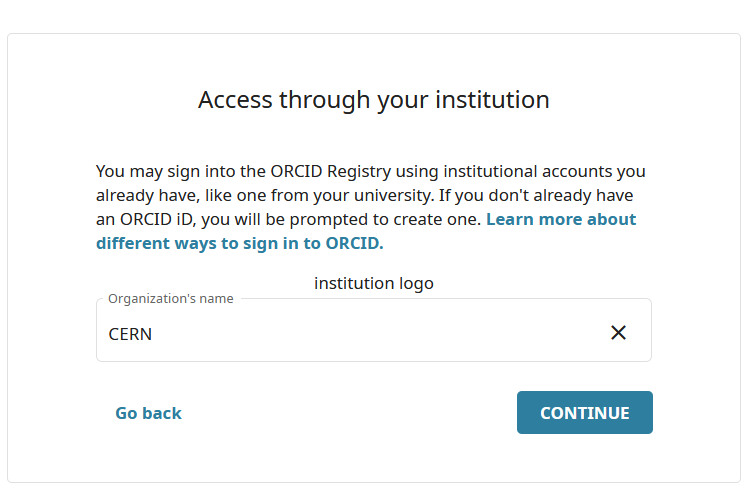 Access through your institution
You may sign into the ORCID Registry using institutional accounts you
already have, like one from your university. If you don't already have
an ORCID iD, you will be prompted to create one. Learn more about
different ways to sign in to ORCID.
institution logo
Organization's name
CERN
Go back
CONTINUE